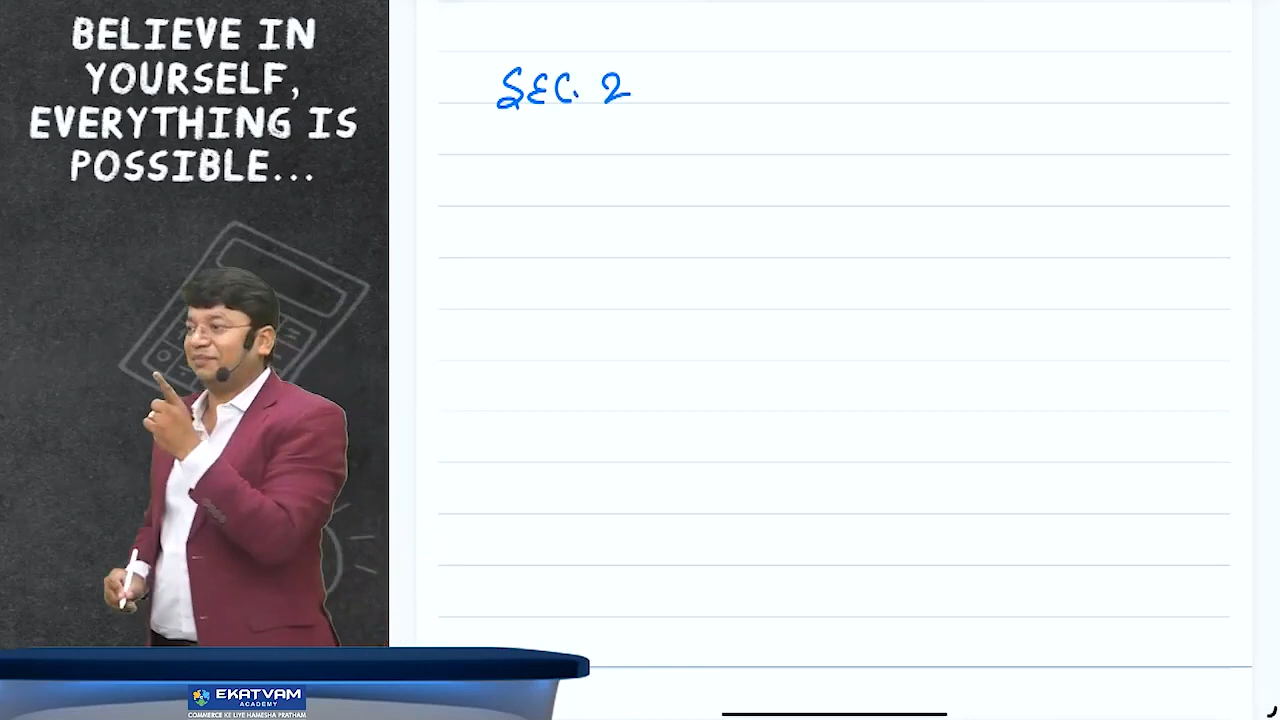 BELIEVE IN
YOURSELF,
EVERYTHING IS
POSSIBLE...
SEC. 2
EKATVAM
ACADEMY
COMMERCE KE LIYE HAMESHA PRATHAM